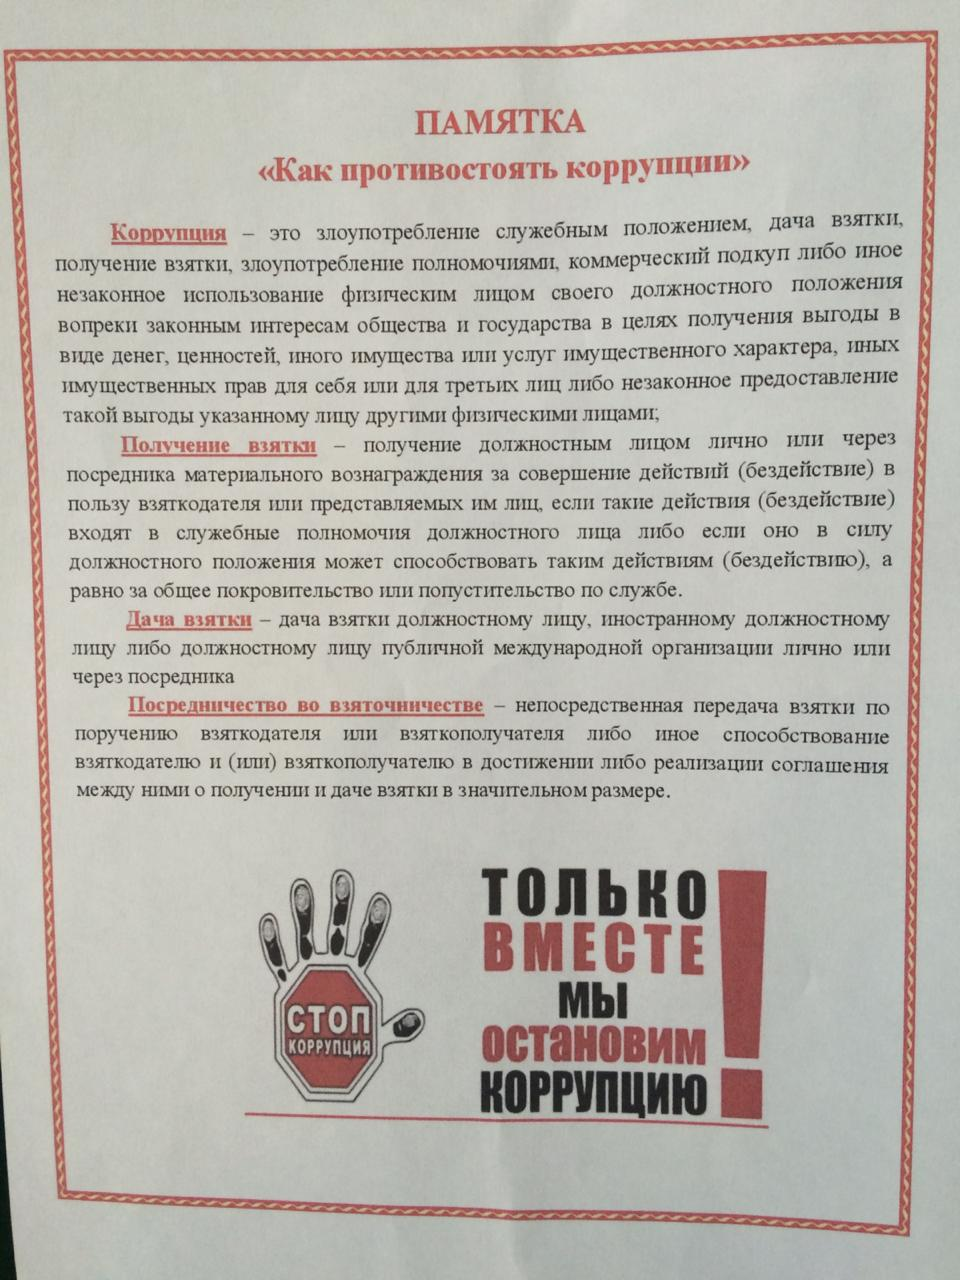 ПАМЯТКА
«Как противостоять коррупции»
Коррупция – это злоупотребление служебным положением, дача взятки,
получение взятки, злоупотребление полномочиями, коммерческий подкуп либо иное
незаконное использование физическим лицом своего должностного положения
вопреки законным интересам общества и государства в целях получения выгоды в
виде денег, ценностей, иного имущества или услуг имущественного характера, иных
имущественных прав для себя или для третьих лиц либо незаконное предоставление
такой выгоды указанному лицу другими физическими лицами;
Получение взятки – получение должностным лицом лично или через
посредника материального вознаграждения за совершение действий (бездействие) в
пользу взяткодателя или представляемых им лиц, если такие действия (бездействие)
входят в служебные полномочия должностного лица либо если оно в силу
должностного положения может способствовать таким действиям (бездействию), а
равно за общее покровительство или попустительство по службе.
Дача взятки – дача взятки должностному лицу, иностранному должностному
лицу либо должностному лицу публичной международной организации лично или
через посредника
Посредничество во взяточничестве – непосредственная передача взятки по
поручению взяткодателя или взяткополучателя либо иное способствование
взяткодателю и (или) взяткополучателю в достижении либо реализации соглашения
между ними о получении и даче взятки в значительном размере.
СТОП
КОРРУПЦИЯ
ТОЛЬКО
ВМЕСТЕ
МЫ
ОСТАНОВИМ
КОРРУПЦИЮ!